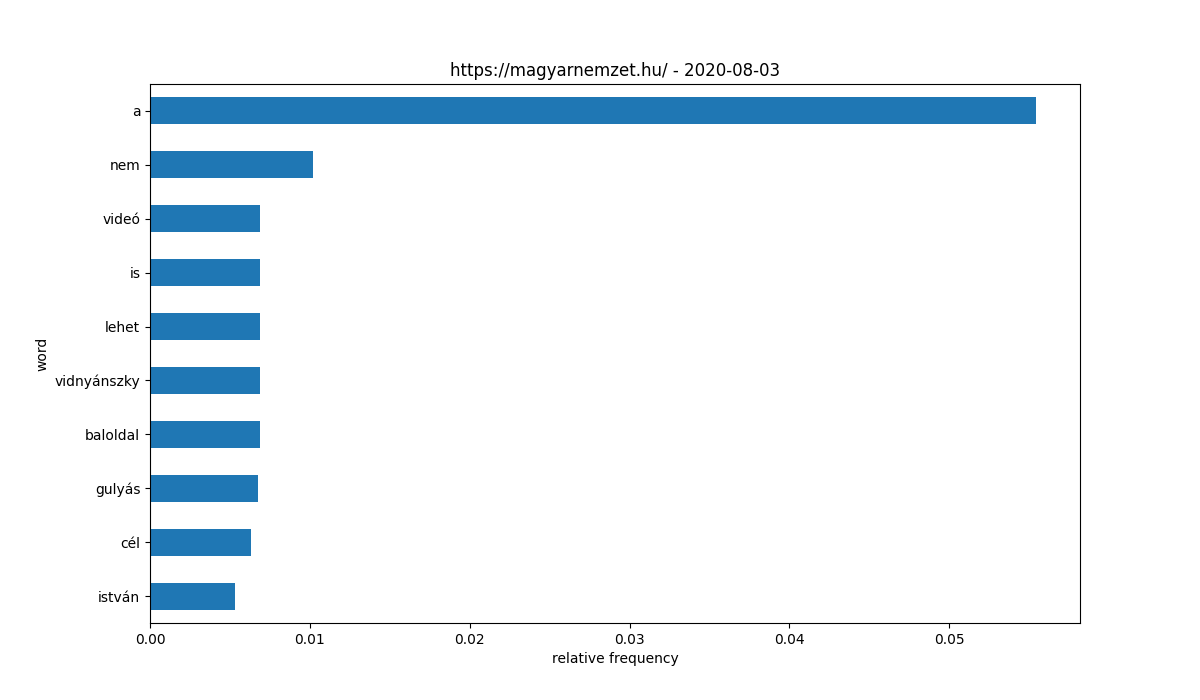 https://magyarnemzet.hu/ - 2020-08-03
a
nem
videó
is
lehet
vidnyánszky
baloldal
gulyás
cél
istván
word
0.00 0.01 0.02 0.03 0.04 0.05
relative frequency